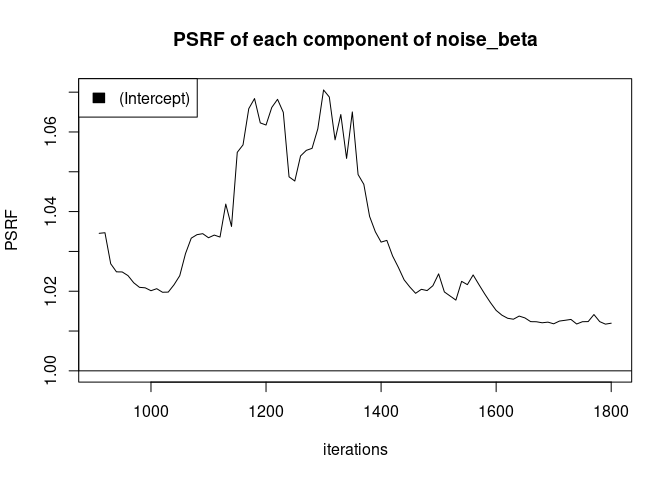 PSRF of each component of noise_beta
(Intercept)
PSRF
1.06
1.04
1.02
1.00
1000 1200 1400 1600 1800
iterations